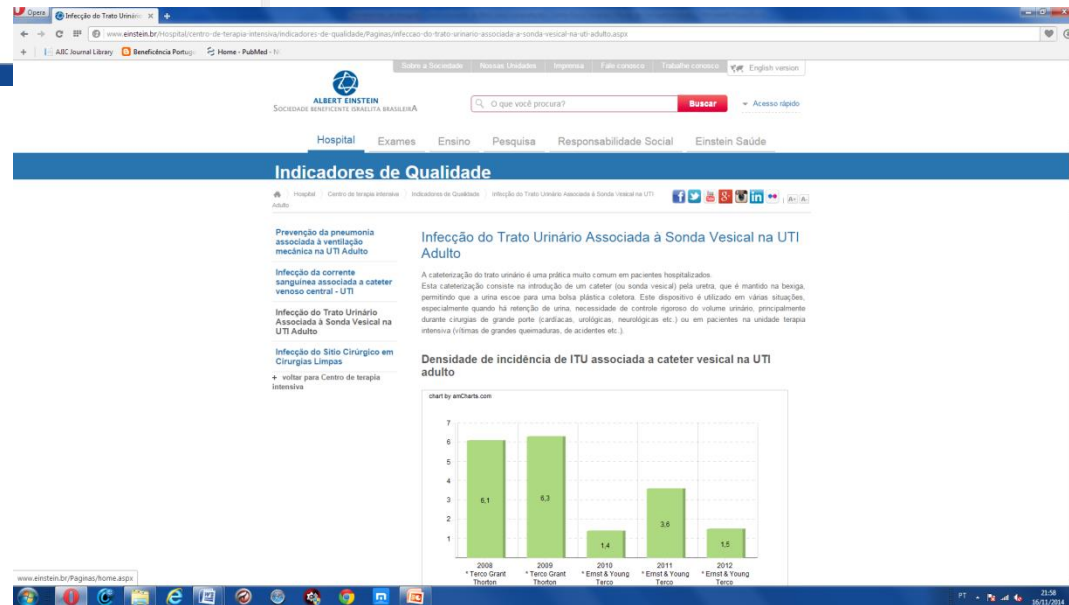 Opera
Infecção do Trato Urinário
www.einstein.br/Hospital/centro-de-terapia-intensiva/indicadores-de-qualidade/Paginas/infeccao-do-trato-urinario-associada-a-sonda-vesical-na-uti-adulto.aspx
AJIC Journal Library Beneficência Portug Home - PubMed - N
Sobre a Sociedade Nossas Unidades Imprensa Fale conosco Trabalhe conosco English version
ALBERT EINSTEIN
SOCIEDADE BENEFICENTE ISRAELITA BRASILEIRA
O que você procura? Buscar Acesso rápido
Hospital Exames Ensino Pesquisa Responsabilidade Social Einstein Saúde
Indicadores de Qualidade
Hospital Centro de terapia intensiva Indicadores de Qualidade Infecção do Trato Urinário Associada à Sonda Vesical na UTI
Adulto
A+ A-
Prevenção da pneumonia
associada à ventilação
mecânica na UTI Adulto
Infecção da corrente
sanguínea associada a cateter
venoso central - UTI
Infecção do Trato Urinário
Associada à Sonda Vesical na
UTI Adulto
Infecção do Sítio Cirúrgico em
Cirurgias Limpas
+ voltar para Centro de terapia
intensiva
Infecção do Trato Urinário Associada à Sonda Vesical na UTI
Adulto
A cateterização do trato urinário é uma prática muito comum em pacientes hospitalizados.
Esta cateterização consiste na introdução de um cateter (ou sonda vesical) pela uretra, que é mantido na bexiga,
permitindo que a urina escoe para uma bolsa plástica coletora. Este dispositivo é utilizado em várias situações,
especialmente quando há retenção de urina, necessidade de controle rigoroso do volume urinário, principalmente
durante cirurgias de grande porte (cardíacas, urológicas, neurológicas etc.) ou em pacientes na unidade terapia
intensiva (vítimas de grandes queimaduras, de acidentes etc.).
Densidade de incidência de ITU associada a cateter vesical na UTI
adulto
chart by amCharts.com
7
6
5
4
3
2
1
6,1 6,3 1,4 3,6 1,5
2008 2009 2010 2011 2012
* Terco Grant * Terco Grant * Ernst & Young * Ernst & Young * Ernst & Young
Thorton Thorton Terco Terco Terco
www.einstein.br/Paginas/home.aspx
PT 21:58
16/11/2014